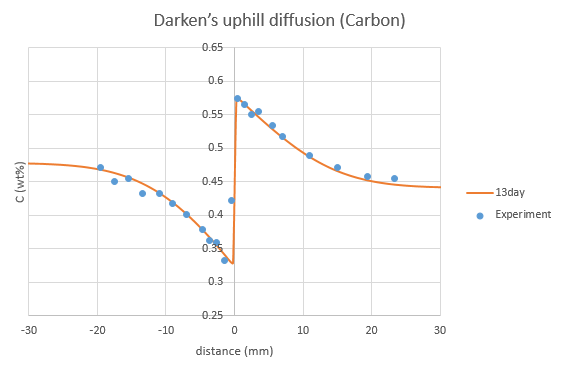 Darken's uphill diffusion (Carbon)
0.65
0.6
0.55
0.5
0.45
0.4
0.35
0.3
0.25
C (wt%)
-30 -20 -10 0 10 20 30
distance (mm)
13day
Experiment